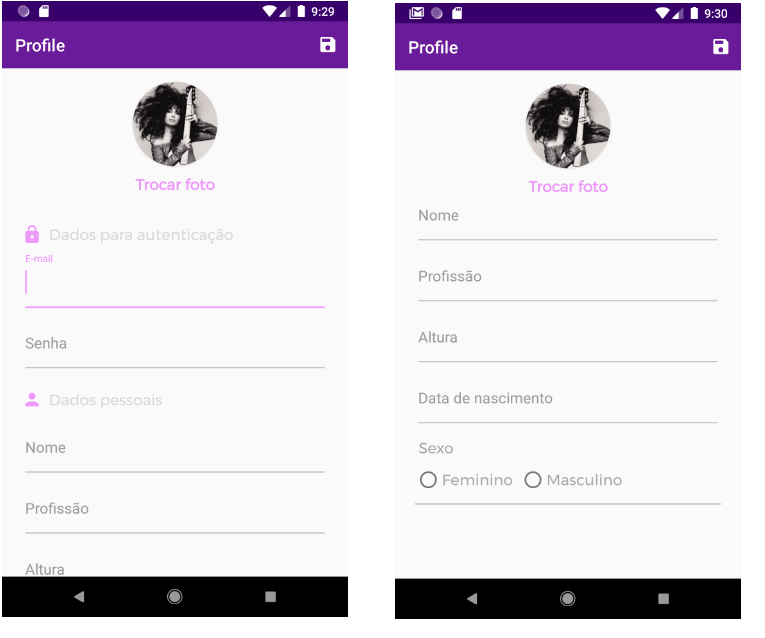 9:29
Profile
Trocar foto
Dados para autenticação
E-mail
Senha
Dados pessoais
Nome
Profissão
Altura
9:30
Profile
Trocar foto
Nome
Profissão
Altura
Data de nascimento
Sexo
Feminino Masculino